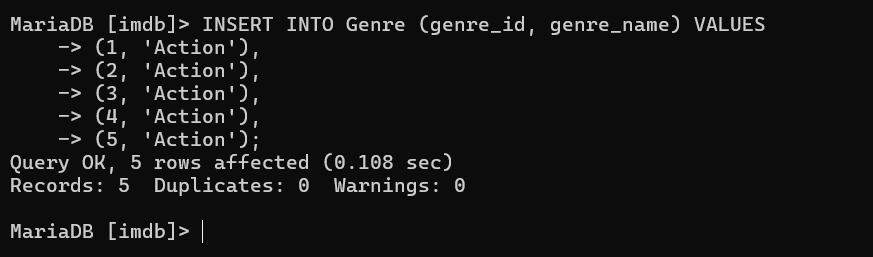 MariaDB [imdb]> INSERT INTO Genre (genre_id, genre_name) VALUES
    -> (1, 'Action'),
    -> (2, 'Action'),
    -> (3, 'Action'),
    -> (4, 'Action'),
    -> (5, 'Action');
Query OK, 5 rows affected (0.108 sec)
Records: 5  Duplicates: 0  Warnings: 0
MariaDB [imdb]>